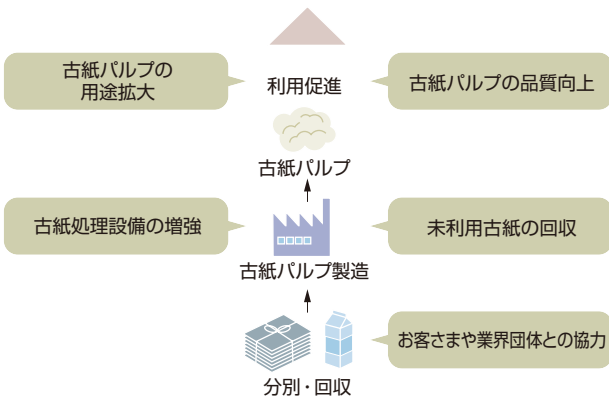 古紙パルプの
用途拡大
利用促進
古紙パルプの品質向上
古紙パルプ
古紙処理設備の増強
未利用古紙の回収
古紙パルプ製造
お客さまや業界団体との協力
分別・回収